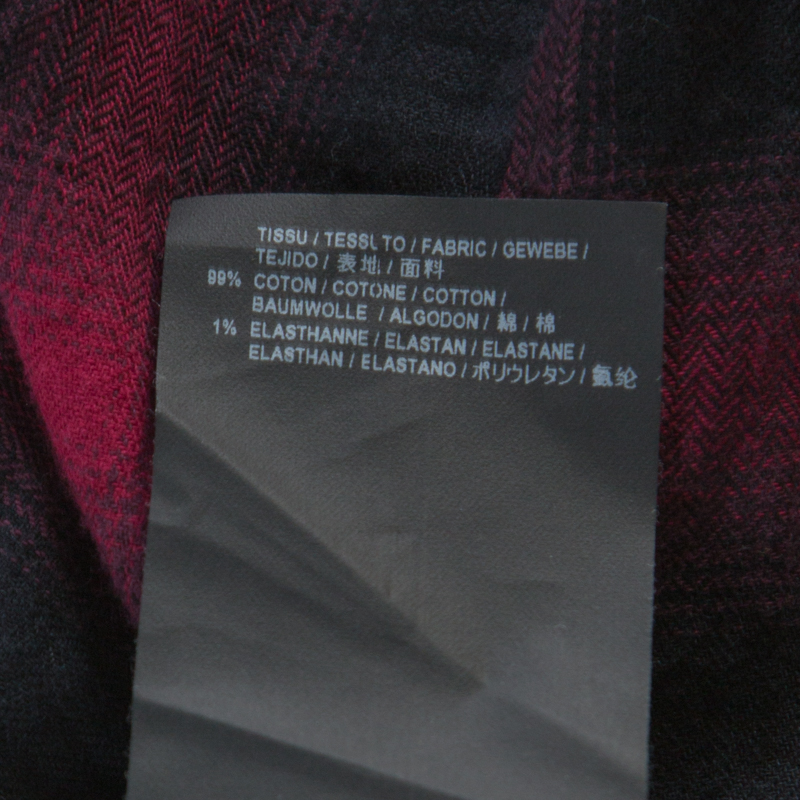 TISSU / TESSUTO / FABRIC / GEWEBE /
TEJIDO / 表地 / 面料
99% COTON / COTONE / COTTON /
BAUMWOLLE / ALGODON / 綿 / 棉
1% ELASTHANNE / ELASTAN / ELASTANE /
ELASTHAN / ELASTANO / ポリウレタン / 氨纶